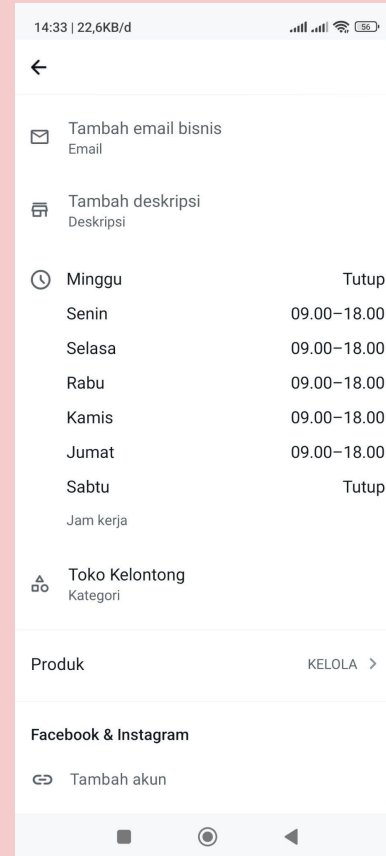 14:33 | 22,6KB/d 56
Tambah email bisnis
Email
Tambah deskripsi
Deskripsi
Minggu Tutup
Senin 09.00–18.00
Selasa 09.00–18.00
Rabu 09.00–18.00
Kamis 09.00–18.00
Jumat 09.00–18.00
Sabtu Tutup
Jam kerja
Toko Kelontong
Kategori
Produk KELOLA >
Facebook & Instagram
Tambah akun